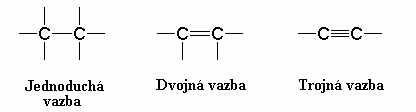 C—C C=C —C≡C—
Jednoduchá vazba Dvojná vazba Trojná vazba